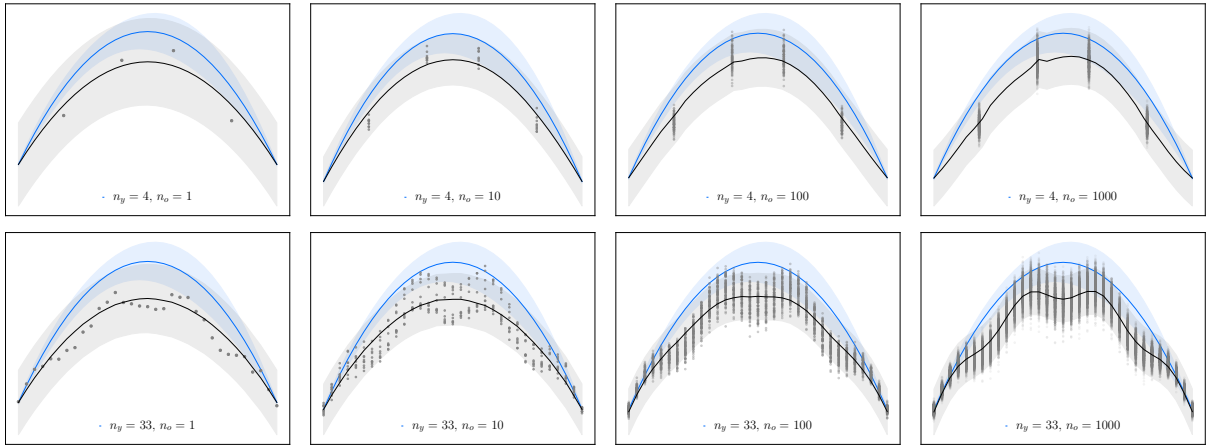 n_y = 4, n_o = 1
n_y = 4, n_o = 10
n_y = 4, n_o = 100
n_y = 4, n_o = 1000
n_y = 33, n_o = 1
n_y = 33, n_o = 10
n_y = 33, n_o = 100
n_y = 33, n_o = 1000